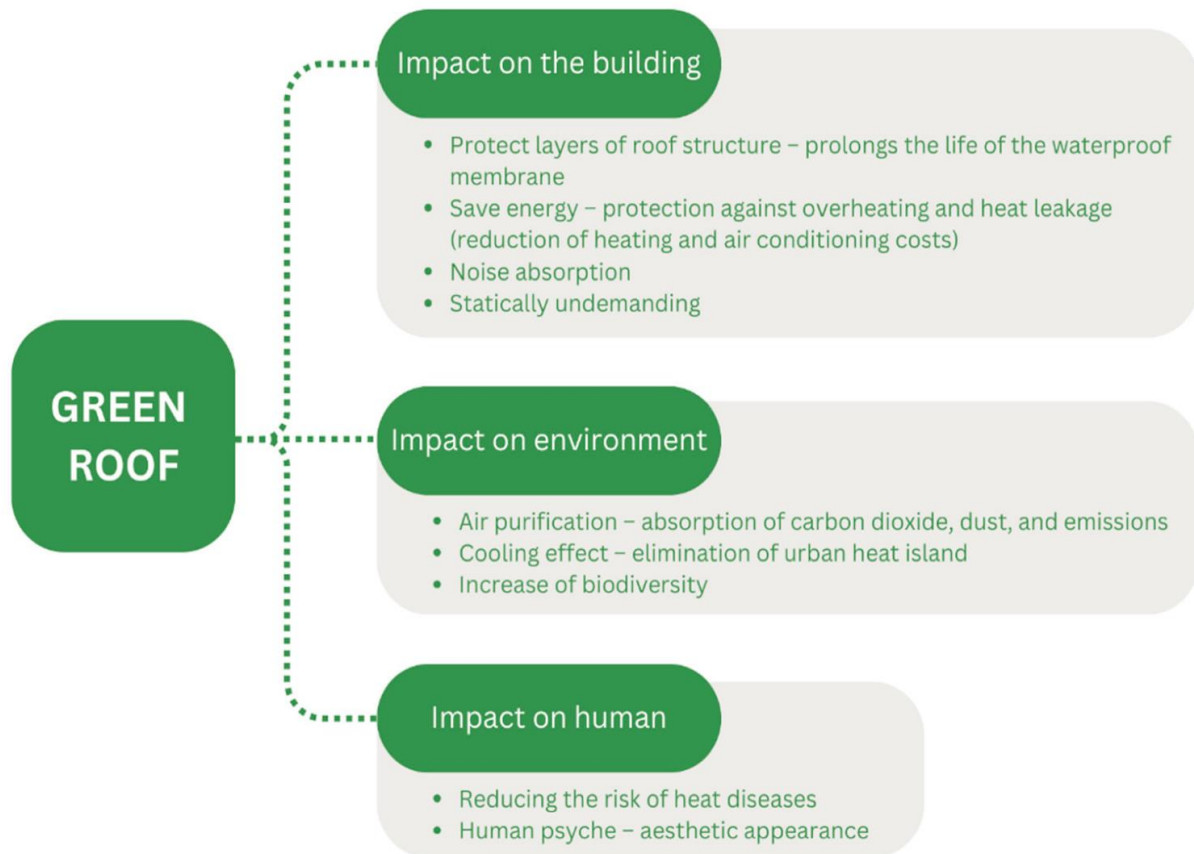 GREEN
ROOF
Impact on the building
• Protect layers of roof structure – prolongs the life of the waterproof
membrane
• Save energy – protection against overheating and heat leakage
(reduction of heating and air conditioning costs)
• Noise absorption
• Statically undemanding
Impact on environment
• Air purification – absorption of carbon dioxide, dust, and emissions
• Cooling effect – elimination of urban heat island
• Increase of biodiversity
Impact on human
• Reducing the risk of heat diseases
• Human psyche – aesthetic appearance